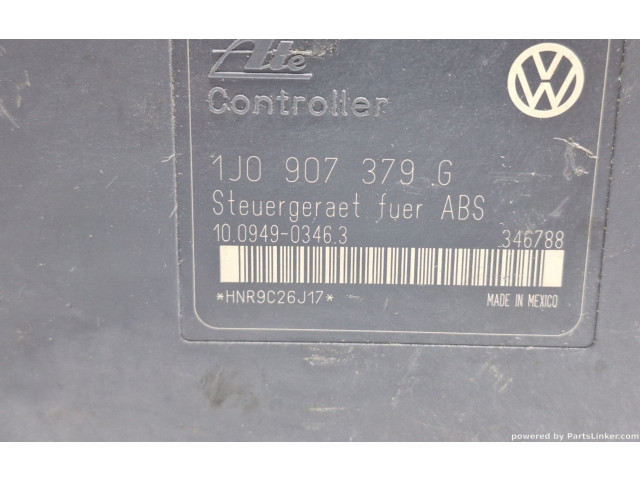 Ate
Controller
1J0 907 379 G
Steuergeraet fuer ABS
10.0949-0346.3 346788
*HNR9C26J17* MADE IN MEXICO
powered by PartsLinker.com